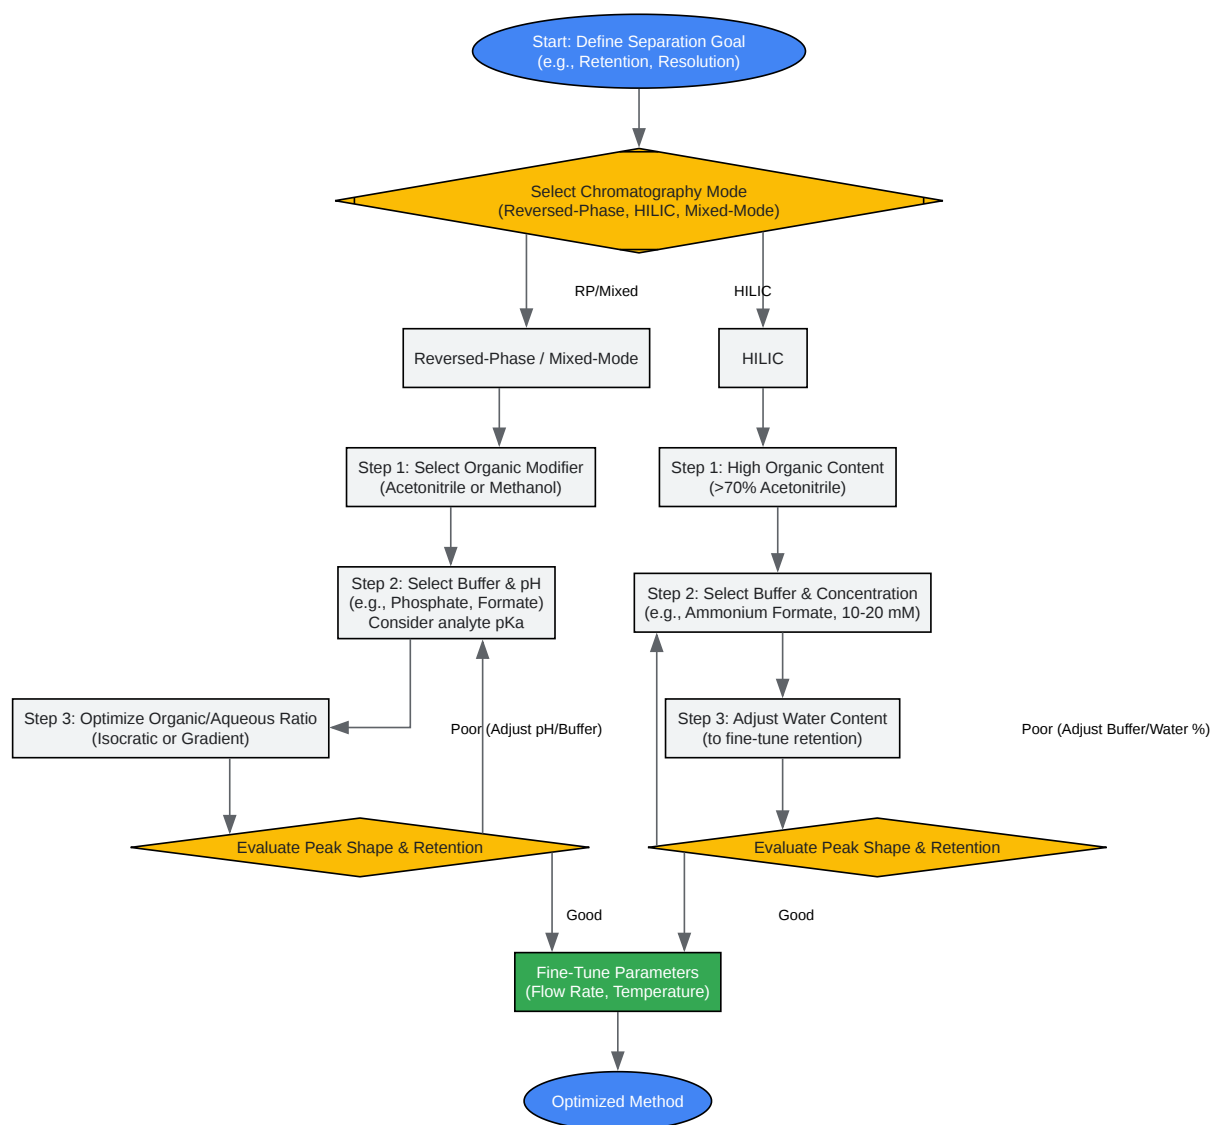 Start: Define Separation Goal
(e.g., Retention, Resolution)
Select Chromatography Mode
(Reversed-Phase, HILIC, Mixed-Mode)
RP/Mixed
HILIC
Reversed-Phase / Mixed-Mode
HILIC
Step 1: Select Organic Modifier
(Acetonitrile or Methanol)
Step 1: High Organic Content
(>70% Acetonitrile)
Step 2: Select Buffer & pH
(e.g., Phosphate, Formate)
Consider analyte pKa
Step 2: Select Buffer & Concentration
(e.g., Ammonium Formate, 10-20 mM)
Step 3: Optimize Organic/Aqueous Ratio
(Isocratic or Gradient)
Poor (Adjust pH/Buffer)
Step 3: Adjust Water Content
(to fine-tune retention)
Poor (Adjust Buffer/Water %)
Evaluate Peak Shape & Retention
Evaluate Peak Shape & Retention
Good
Good
Fine-Tune Parameters
(Flow Rate, Temperature)
Optimized Method